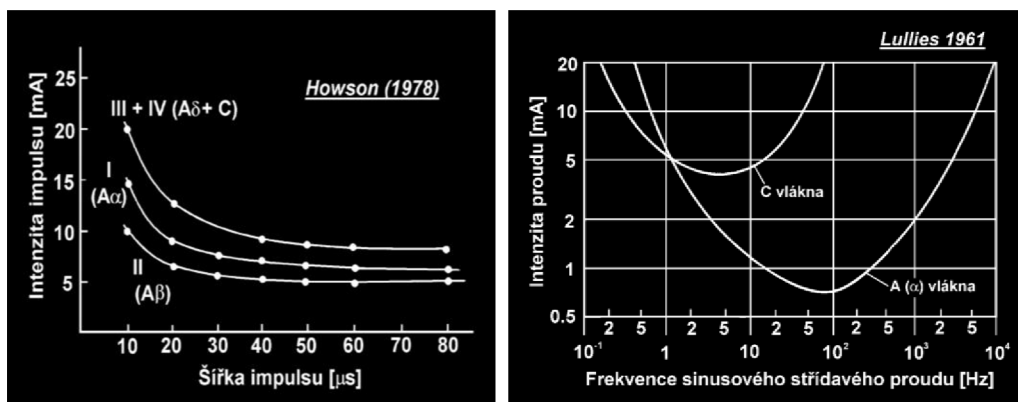 Howson (1978)
Intenzita impulsu [mA]
25
20
15
10
5
III + IV (Aδ + C)
I
(Aα)
II
(Aβ)
10 20 30 40 50 60 70 80
Šířka impulsu [μs]
Lullies 1961
Intenzita proudu [mA]
20
10
5
2
1
0.5
C vlákna
A (α) vlákna
2 5 2 5 2 5 2 5 2 5
10⁻¹ 1 10 10² 10³ 10⁴
Frekvence sinusového střídavého proudu [Hz]